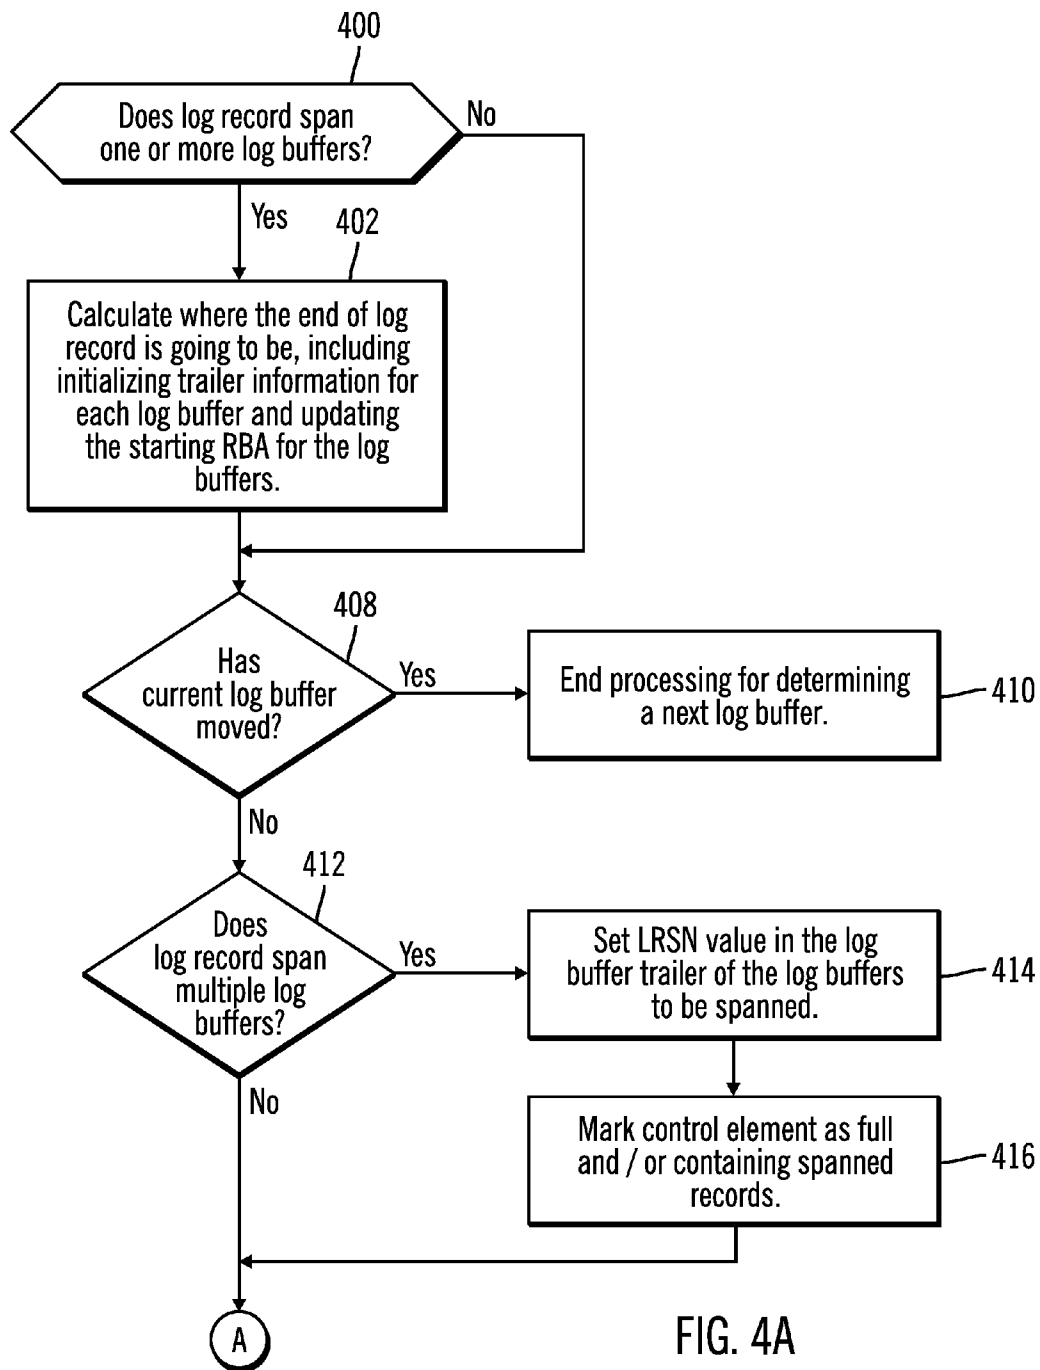 400
Does log record span
one or more log buffers?
No
Yes
402
Calculate where the end of log
record is going to be, including
initializing trailer information for
each log buffer and updating
the starting RBA for the log
buffers.
408
Has
current log buffer
moved?
Yes
End processing for determining
a next log buffer.
410
No
412
Does
log record span
multiple log
buffers?
Yes
Set LRSN value in the log
buffer trailer of the log buffers
to be spanned.
414
No
Mark control element as full
and / or containing spanned
records.
416
A
FIG. 4A